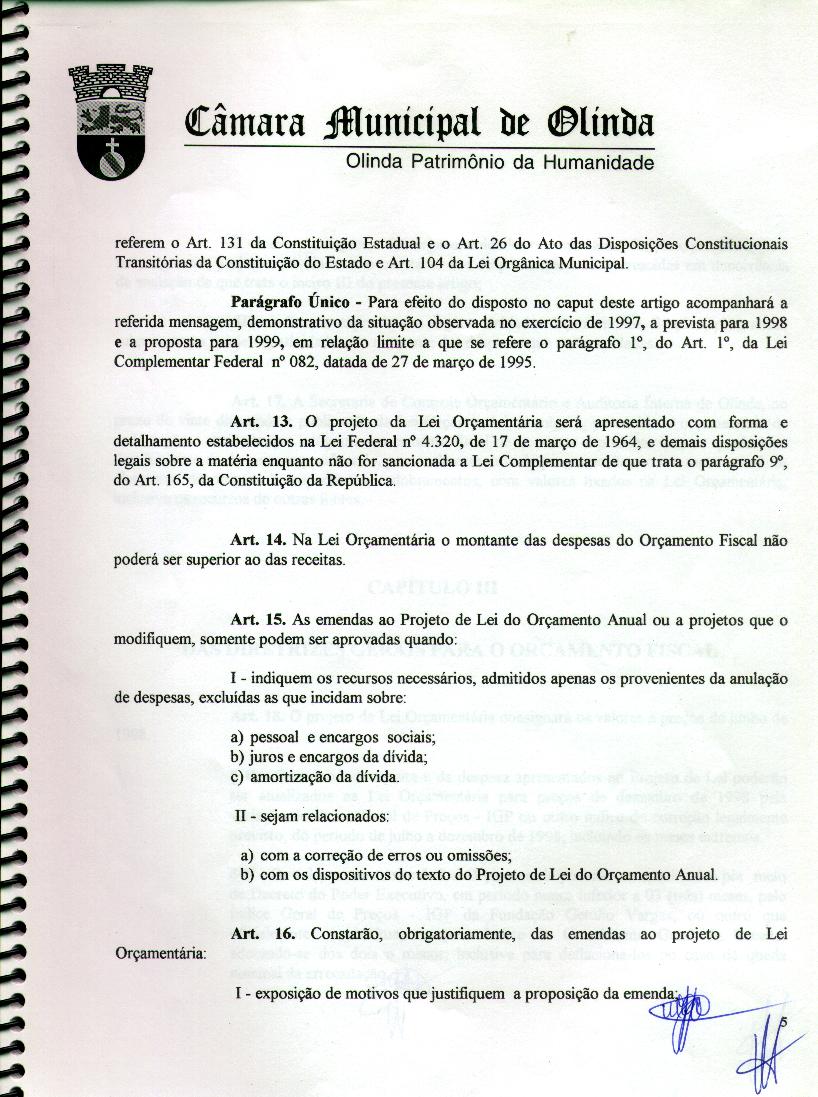 Câmara Municipal de Olinda
Olinda Patrimônio da Humanidade
referem o Art. 131 da Constituição Estadual e o Art. 26 do Ato das Disposições Constitucionais
Transitórias da Constituição do Estado e Art. 104 da Lei Orgânica Municipal.
Parágrafo Único - Para efeito do disposto no caput deste artigo acompanhará a
referida mensagem, demonstrativo da situação observada no exercício de 1997, a prevista para 1998
e a proposta para 1999, em relação limite a que se refere o parágrafo 1º, do Art. 1º, da Lei
Complementar Federal nº 082, datada de 27 de março de 1995.
Art. 13. O projeto da Lei Orçamentária será apresentado com forma e
detalhamento estabelecidos na Lei Federal nº 4.320, de 17 de março de 1964, e demais disposições
legais sobre a matéria enquanto não for sancionada a Lei Complementar de que trata o parágrafo 9º,
do Art. 165, da Constituição da República.
Art. 14. Na Lei Orçamentária o montante das despesas do Orçamento Fiscal não
poderá ser superior ao das receitas.
CAPÍTULO III
Art. 15. As emendas ao Projeto de Lei do Orçamento Anual ou a projetos que o
modifiquem, somente podem ser aprovadas quando:
I - indiquem os recursos necessários, admitidos apenas os provenientes da anulação
de despesas, excluídas as que incidam sobre:
a) pessoal e encargos sociais;
b) juros e encargos da dívida;
c) amortização da dívida.
II - sejam relacionados:
a) com a correção de erros ou omissões;
b) com os dispositivos do texto do Projeto de Lei do Orçamento Anual.
Art. 16. Constarão, obrigatoriamente, das emendas ao projeto de Lei
Orçamentária:
I - exposição de motivos que justifiquem a proposição da emenda;
5